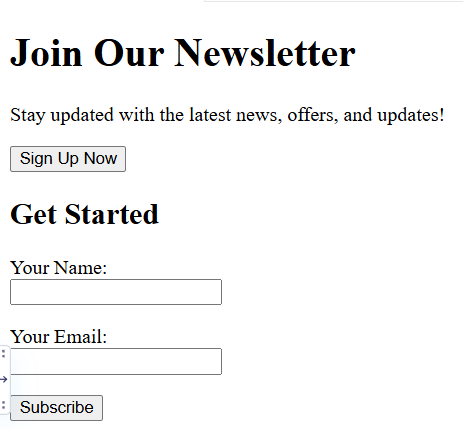 Join Our Newsletter
Stay updated with the latest news, offers, and updates!
Sign Up Now
Get Started
Your Name:
Your Email:
Subscribe